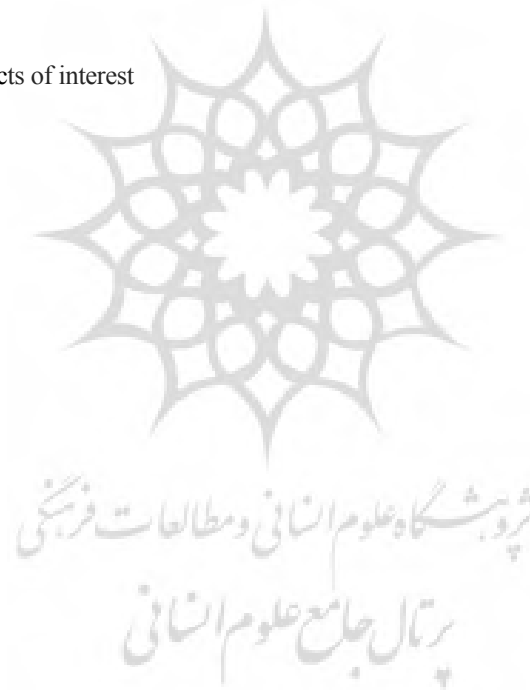 cts of interest
پژوهشگاه علوم انسانی و مطالعات فرهنگی
پرتال جامع علوم انسانی